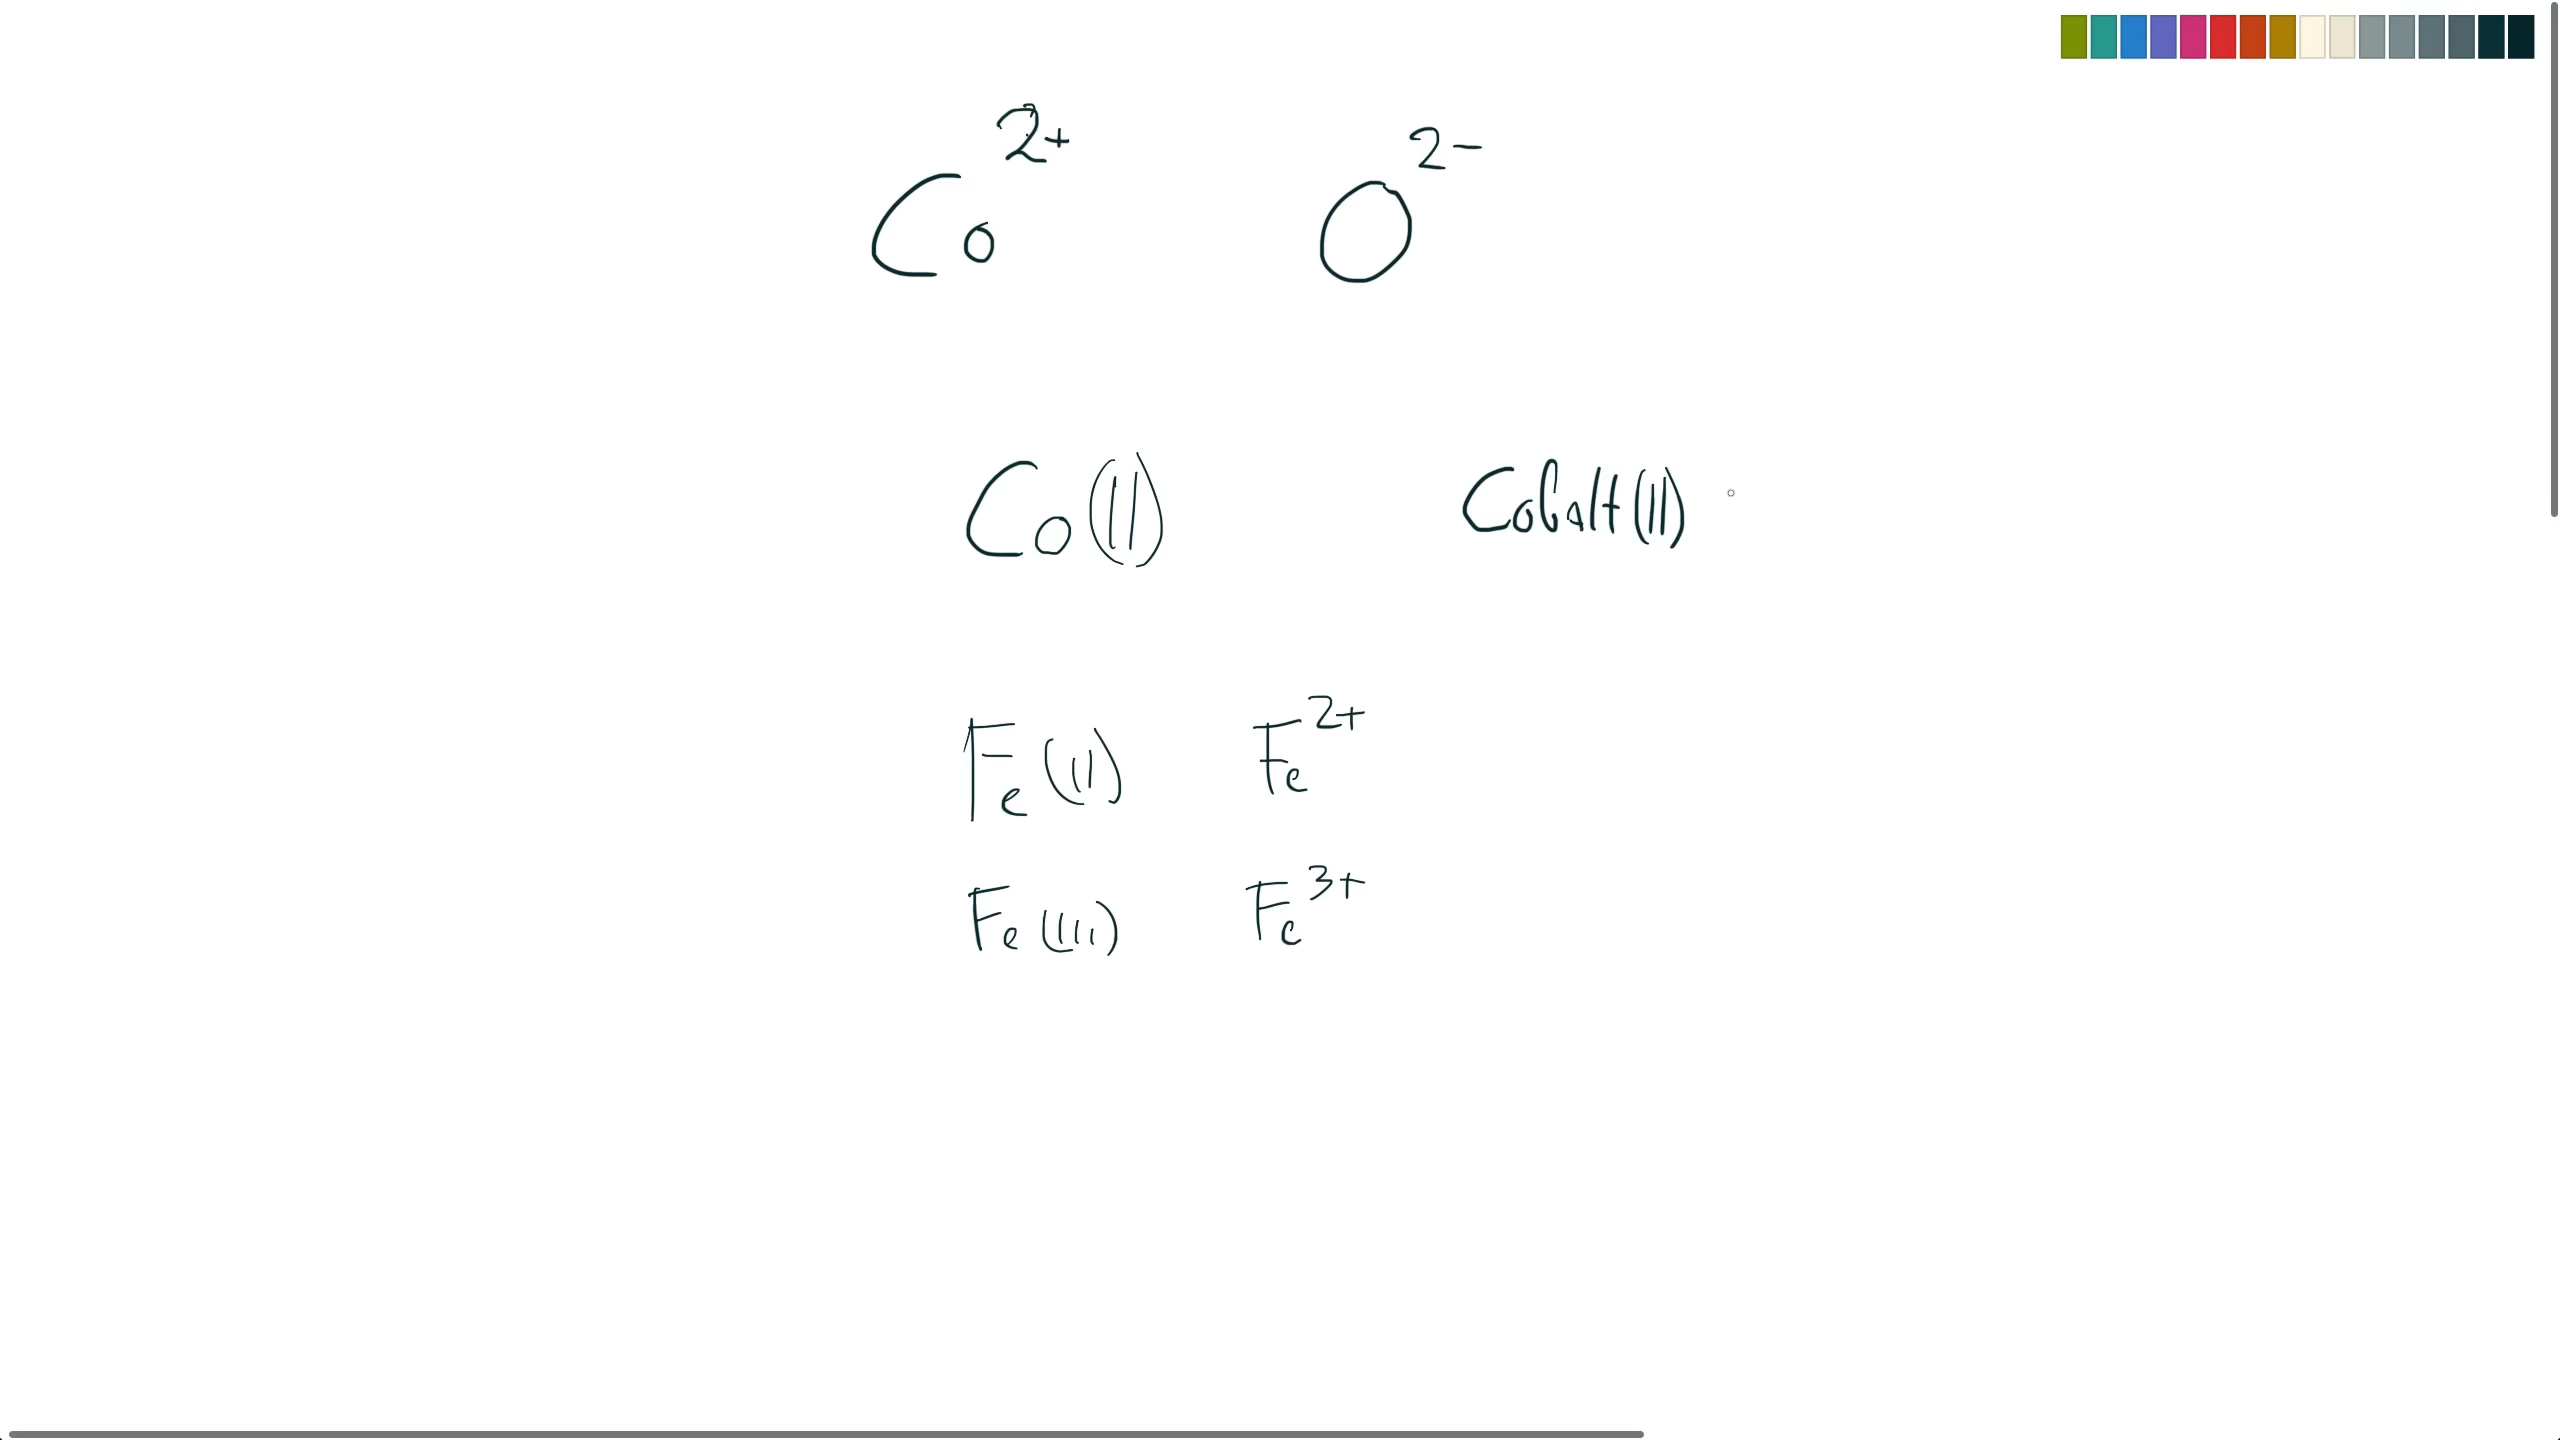 Co²⁺ O²⁻
Co(II) Cobalt(II)
Fe(II) Fe²⁺
Fe(III) Fe³⁺